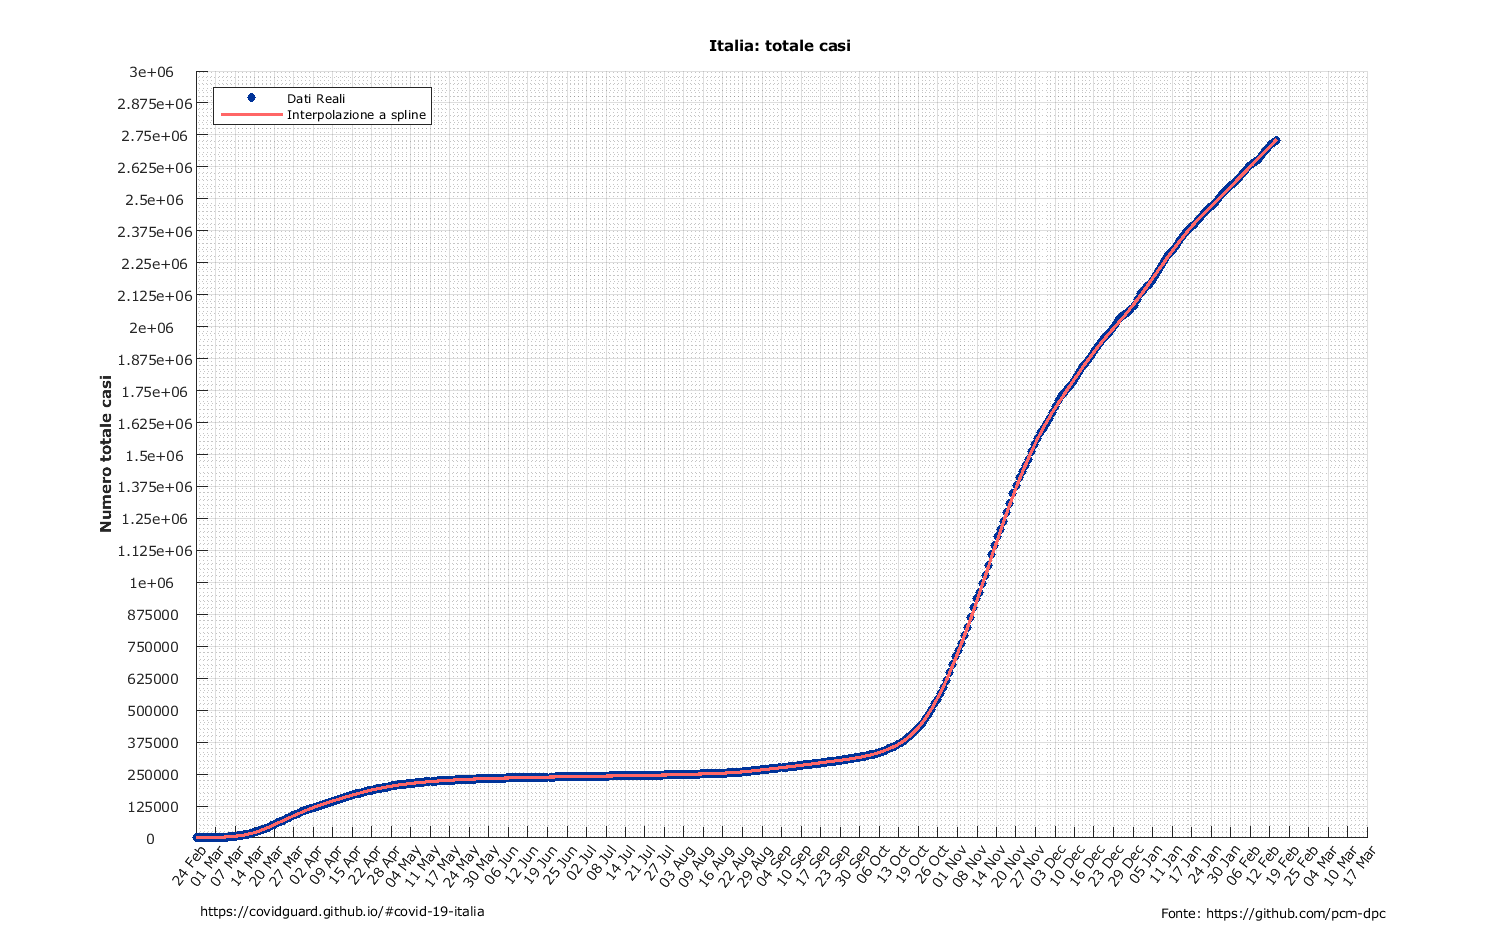 Italia: totale casi
Dati Reali
Interpolazione a spline
Numero totale casi
3e+06
2.875e+06
2.75e+06
2.625e+06
2.5e+06
2.375e+06
2.25e+06
2.125e+06
2e+06
1.875e+06
1.75e+06
1.625e+06
1.5e+06
1.375e+06
1.25e+06
1.125e+06
1e+06
875000
750000
625000
500000
375000
250000
125000
0
24 Feb
01 Mar
07 Mar
14 Mar
20 Mar
27 Mar
02 Apr
09 Apr
15 Apr
22 Apr
28 Apr
04 May
11 May
17 May
24 May
30 May
06 Jun
12 Jun
19 Jun
25 Jun
02 Jul
08 Jul
14 Jul
21 Jul
27 Jul
03 Aug
09 Aug
16 Aug
22 Aug
29 Aug
04 Sep
10 Sep
17 Sep
23 Sep
30 Sep
06 Oct
13 Oct
19 Oct
26 Oct
01 Nov
08 Nov
14 Nov
20 Nov
27 Nov
03 Dec
10 Dec
16 Dec
23 Dec
29 Dec
05 Jan
11 Jan
17 Jan
24 Jan
30 Jan
06 Feb
12 Feb
19 Feb
25 Feb
04 Mar
10 Mar
17 Mar
https://covidguard.github.io/#covid-19-italia
Fonte: https://github.com/pcm-dpc